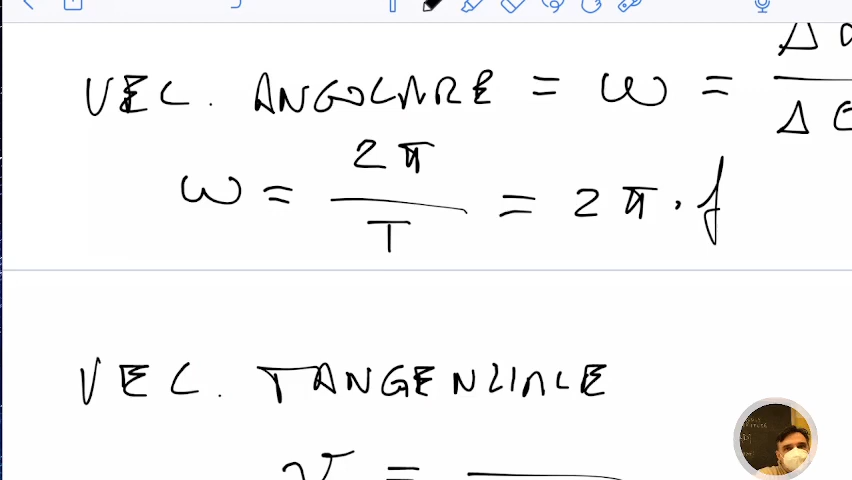 VEL. ANGOLARE = ω = Δ
Δ
ω = 2π / T = 2π · f
VEL. TANGENZIALE
v =